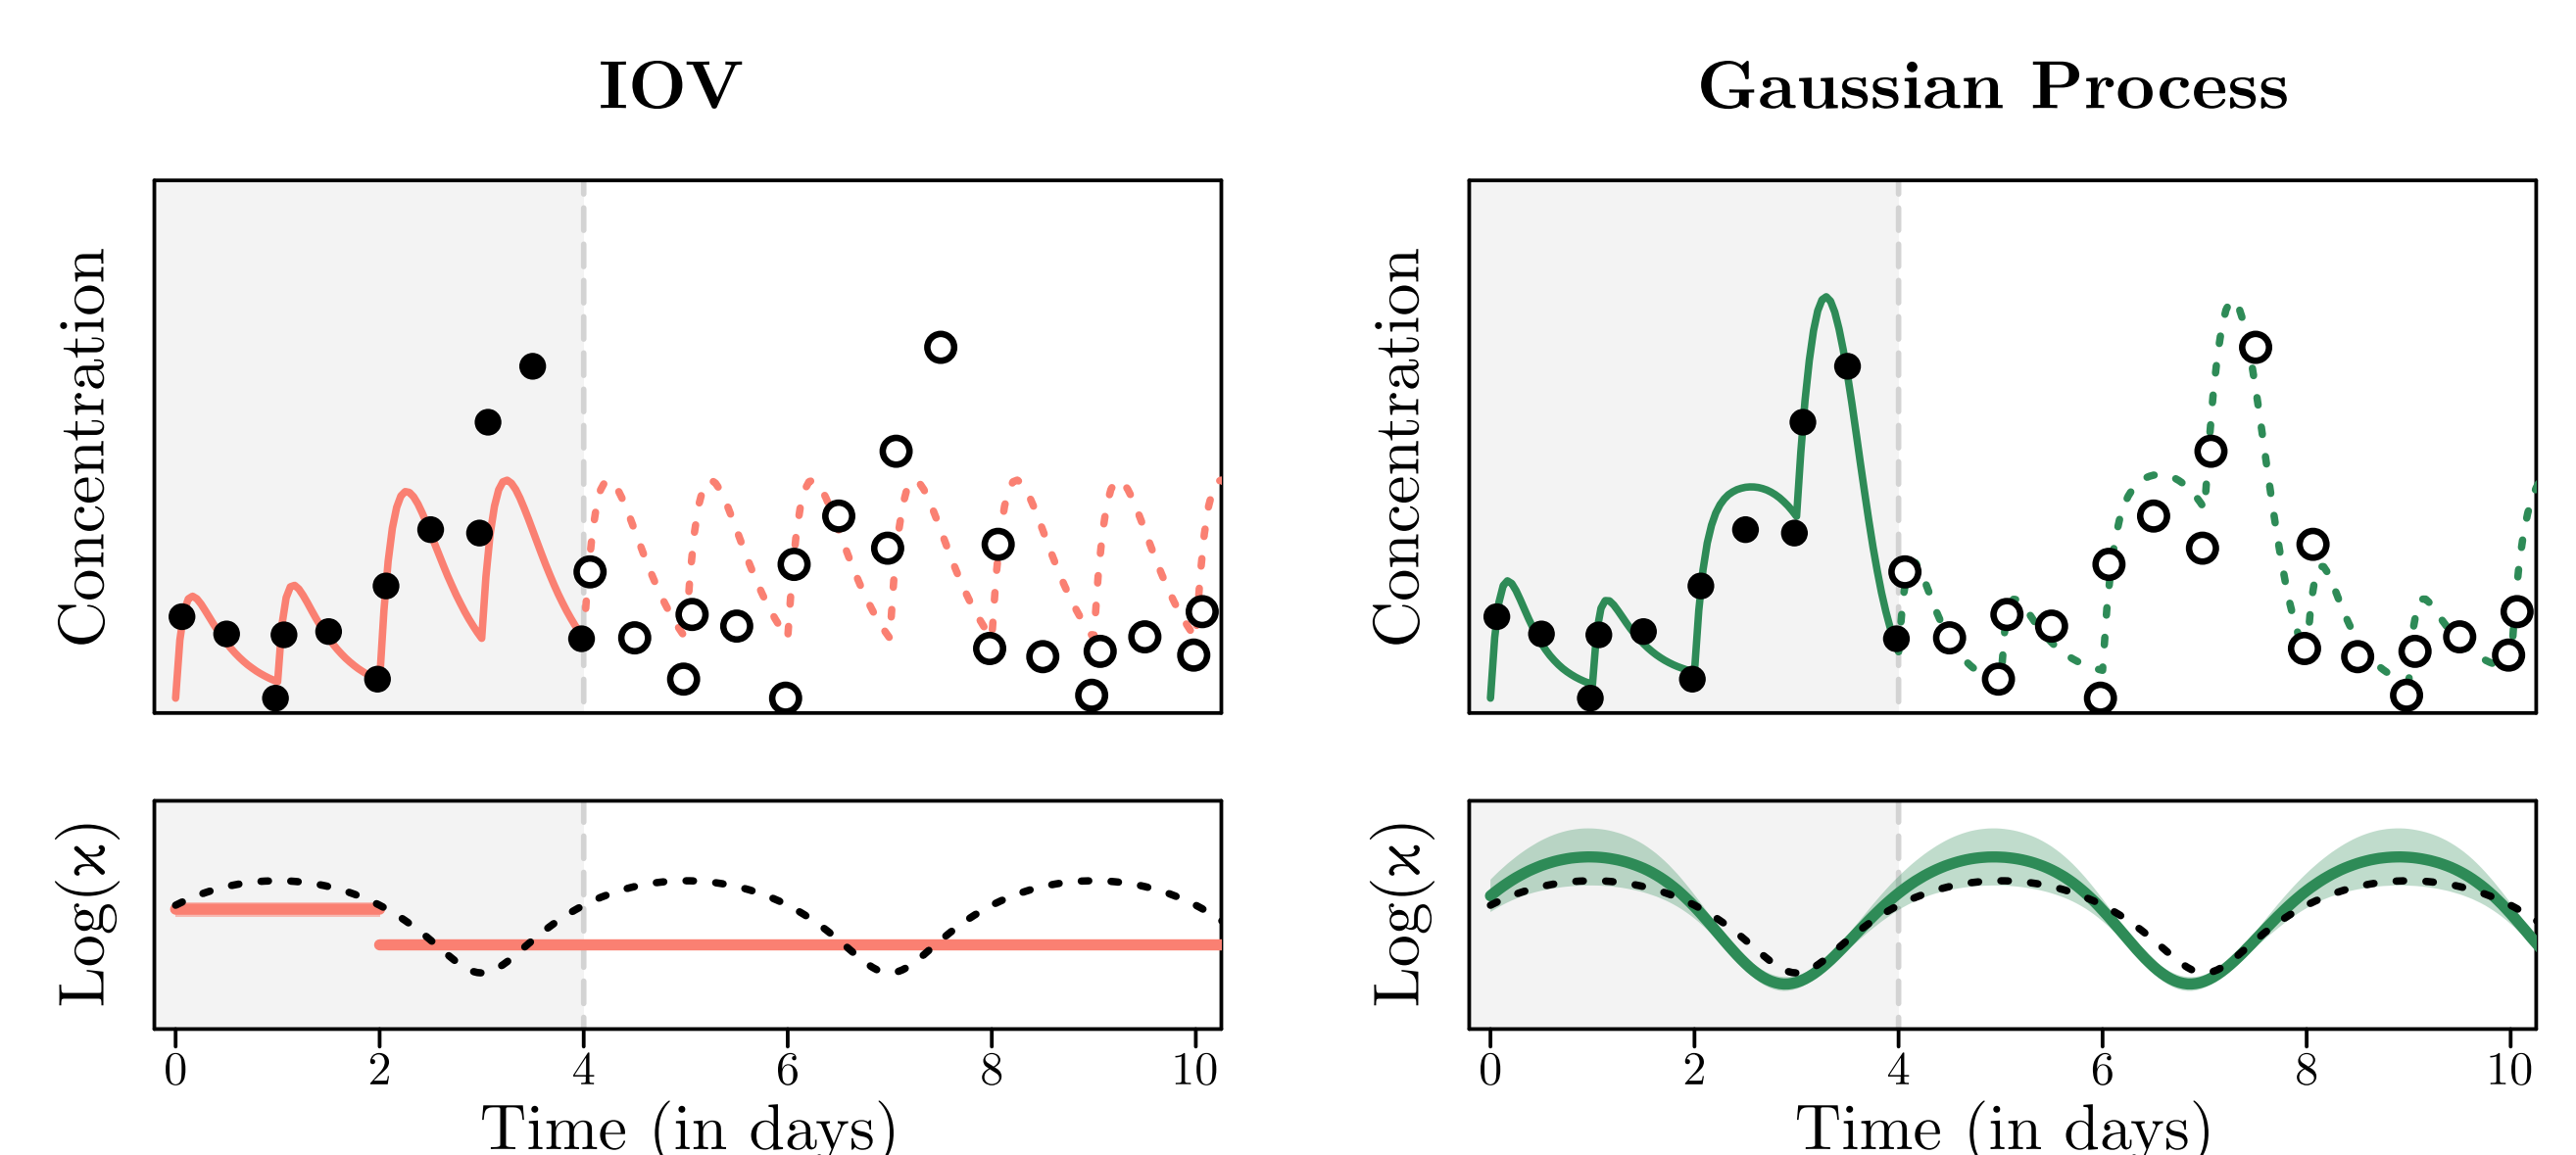 IOV
Gaussian Process
Concentration
Concentration
Log(ϰ)
Log(ϰ)
0 2 4 6 8 10
0 2 4 6 8 10
Time (in days)
Time (in days)